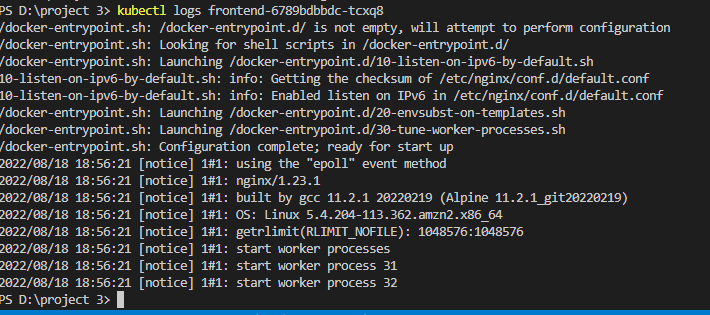 PS D:\project 3> kubectl logs frontend-6789bdbbdc-tcxq8
/docker-entrypoint.sh: /docker-entrypoint.d/ is not empty, will attempt to perform configuration
/docker-entrypoint.sh: Looking for shell scripts in /docker-entrypoint.d/
/docker-entrypoint.sh: Launching /docker-entrypoint.d/10-listen-on-ipv6-by-default.sh
10-listen-on-ipv6-by-default.sh: info: Getting the checksum of /etc/nginx/conf.d/default.conf
10-listen-on-ipv6-by-default.sh: info: Enabled listen on IPv6 in /etc/nginx/conf.d/default.conf
/docker-entrypoint.sh: Launching /docker-entrypoint.d/20-envsubst-on-templates.sh
/docker-entrypoint.sh: Launching /docker-entrypoint.d/30-tune-worker-processes.sh
/docker-entrypoint.sh: Configuration complete; ready for start up
2022/08/18 18:56:21 [notice] 1#1: using the "epoll" event method
2022/08/18 18:56:21 [notice] 1#1: nginx/1.23.1
2022/08/18 18:56:21 [notice] 1#1: built by gcc 11.2.1 20220219 (Alpine 11.2.1_git20220219)
2022/08/18 18:56:21 [notice] 1#1: OS: Linux 5.4.204-113.362.amzn2.x86_64
2022/08/18 18:56:21 [notice] 1#1: getrlimit(RLIMIT_NOFILE): 1048576:1048576
2022/08/18 18:56:21 [notice] 1#1: start worker processes
2022/08/18 18:56:21 [notice] 1#1: start worker process 31
2022/08/18 18:56:21 [notice] 1#1: start worker process 32
PS D:\project 3>